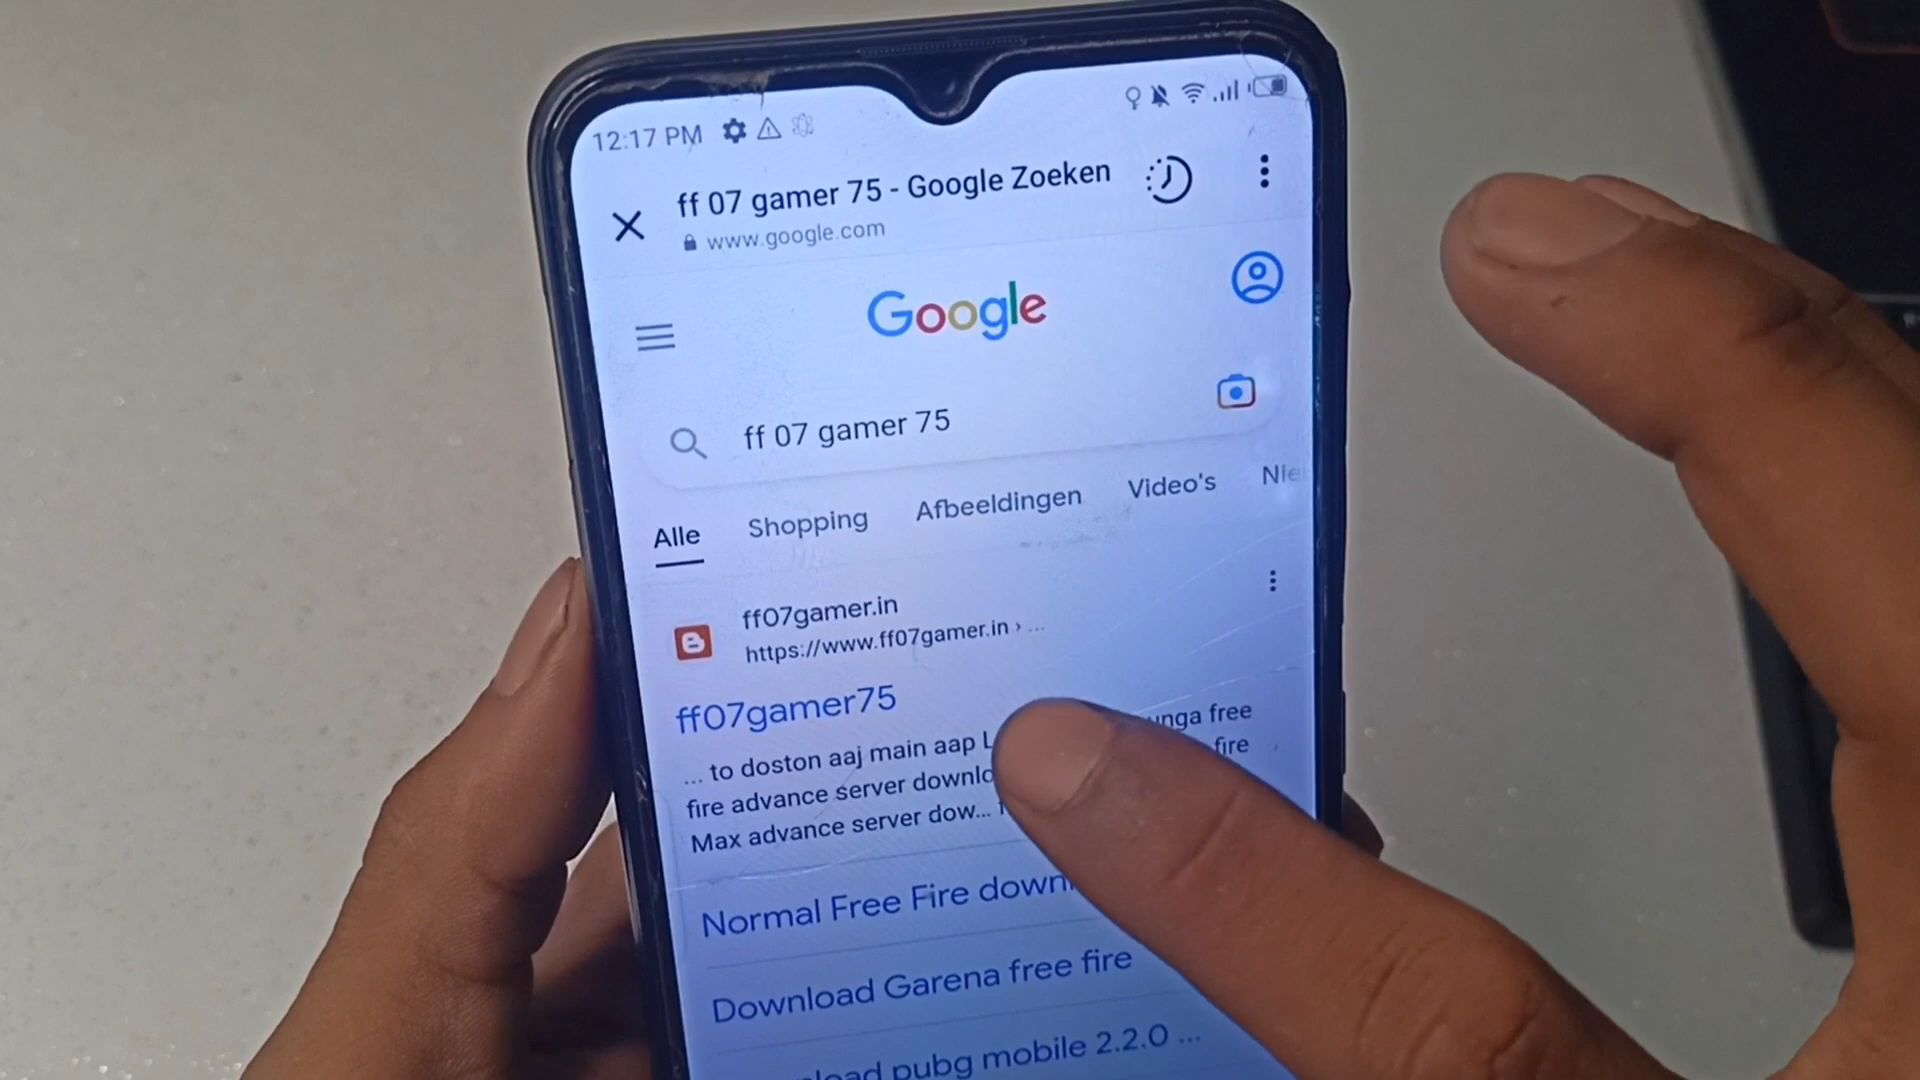 12:17 PM
ff 07 gamer 75 - Google Zoeken
www.google.com
Google
ff 07 gamer 75
Alle Shopping Afbeeldingen Video's Nie
ff07gamer.in
https://www.ff07gamer.in › ...
ff07gamer75
... to doston aaj main aap L unga free
fire advance server downlo fire
Max advance server dow...
Normal Free Fire down
Download Garena free fire
load pubg mobile 2.2.0 ...